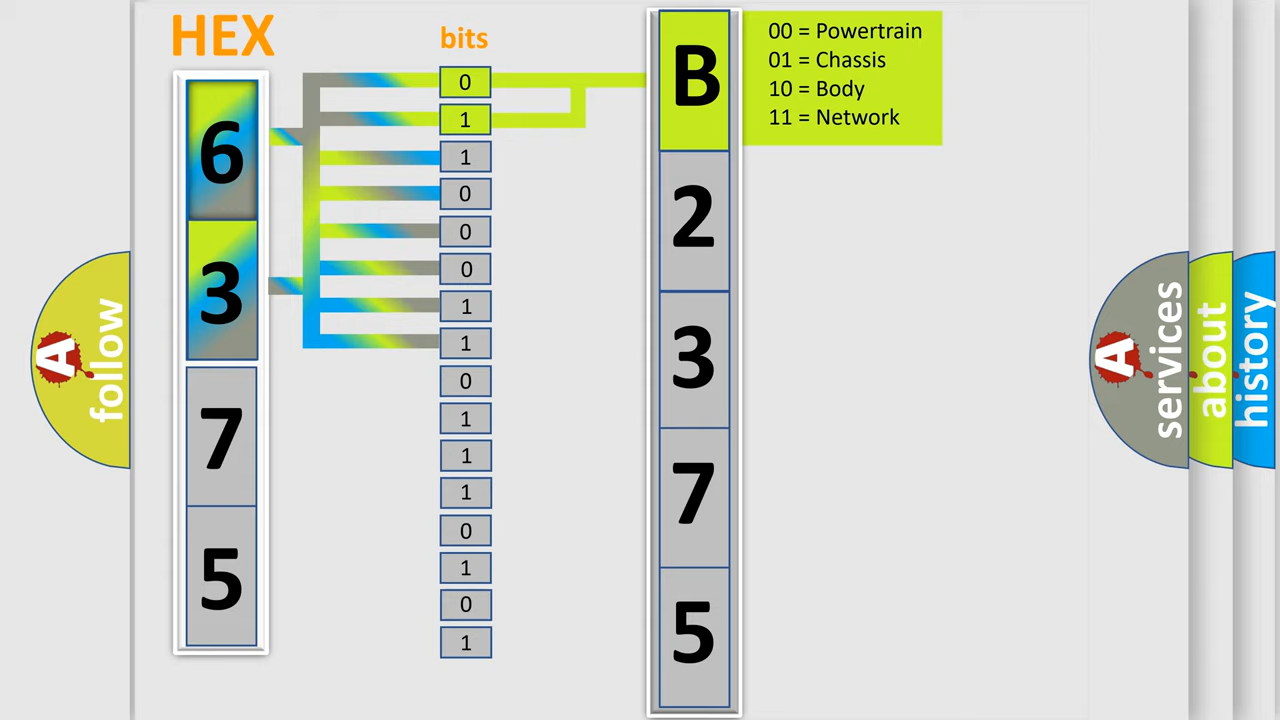 HEX
bits
6
3
7
5
0
1
1
0
0
0
1
1
0
1
1
1
0
1
0
1
B
2
3
7
5
00 = Powertrain
01 = Chassis
10 = Body
11 = Network
A
follow
A
services
about
history